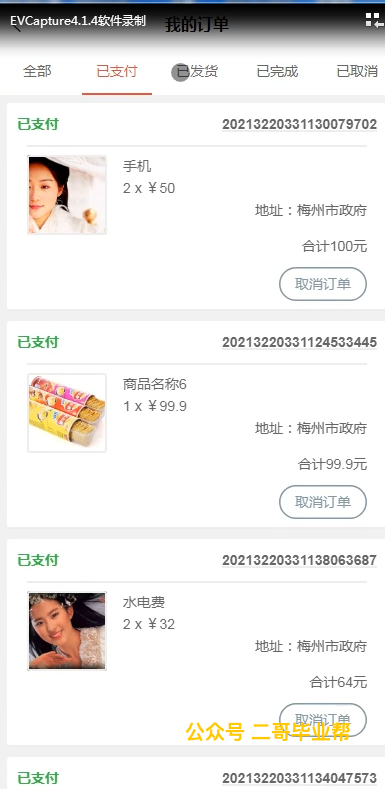 EVCapture4.1.4软件录制
我的订单
全部 已支付 已发货 已完成 已取消
已支付 20213220331130079702
手机
2 x ￥50
地址：梅州市政府
合计100元
取消订单
已支付 20213220331124533445
商品名称6
1 x ￥99.9
地址：梅州市政府
合计99.9元
取消订单
已支付 20213220331138063687
水电费
2 x ￥32
地址：梅州市政府
合计64元
取消订单
公众号 二哥毕业帮
已支付 20213220331134047573